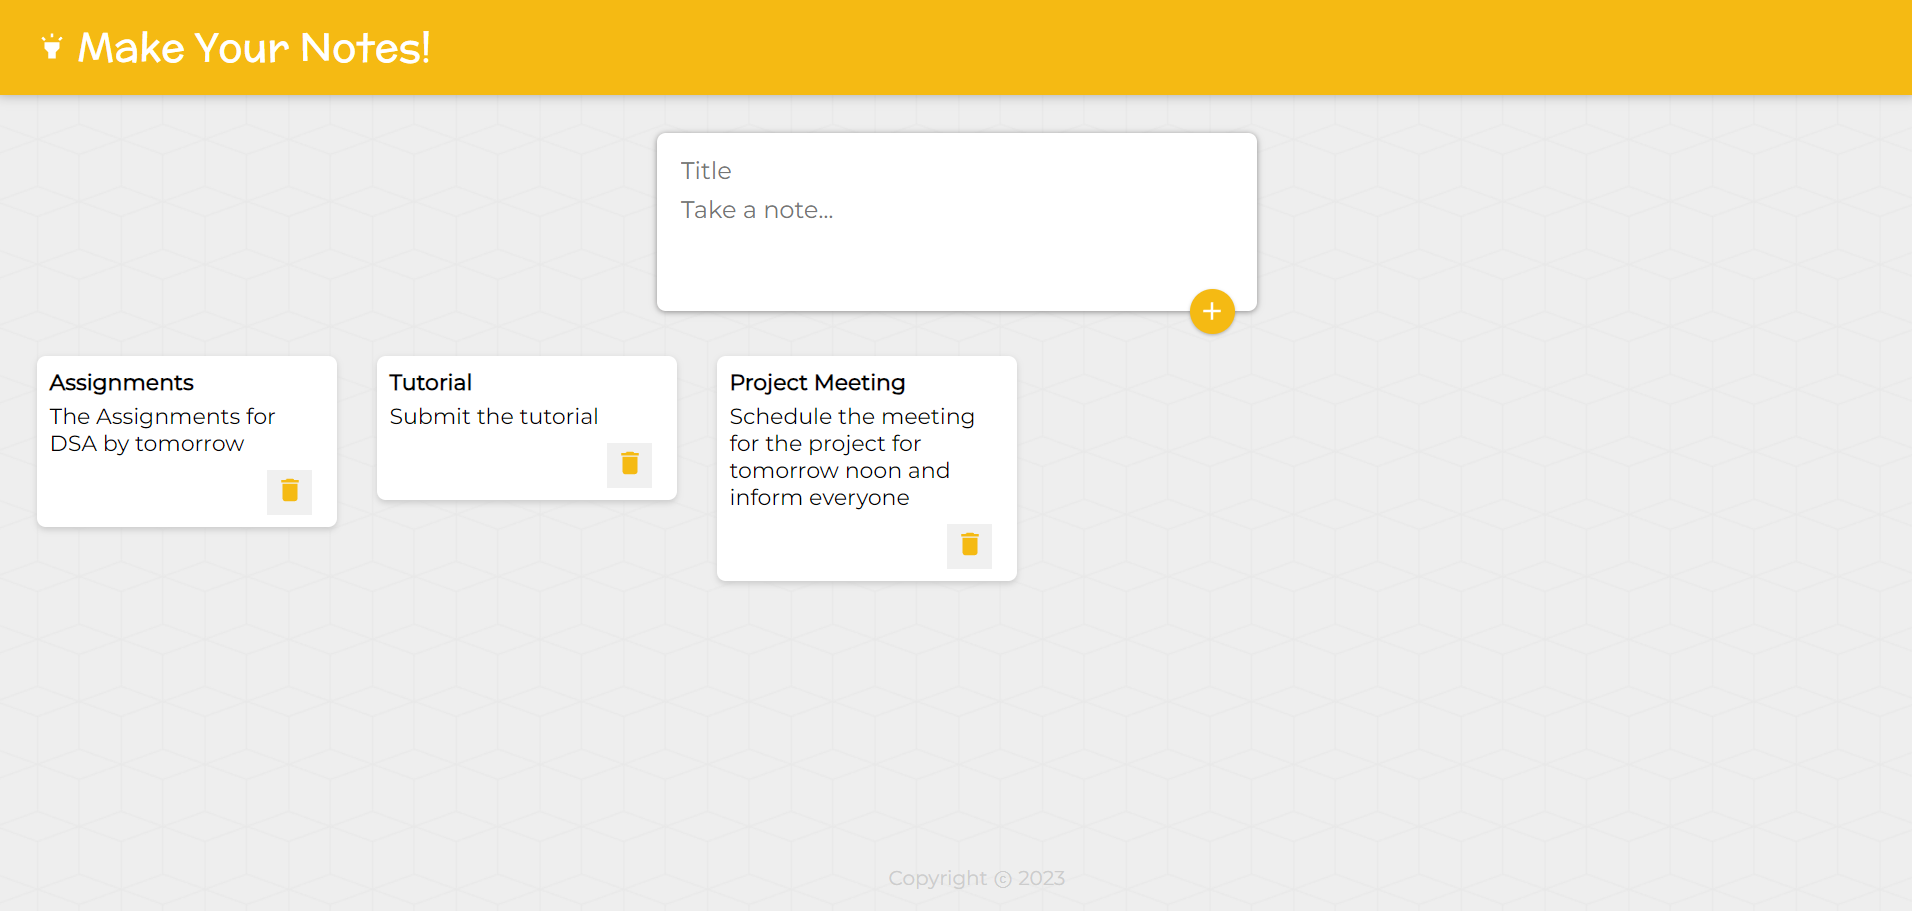 Make Your Notes!
Title
Take a note...
Assignments
The Assignments for
DSA by tomorrow
Tutorial
Submit the tutorial
Project Meeting
Schedule the meeting
for the project for
tomorrow noon and
inform everyone
Copyright © 2023